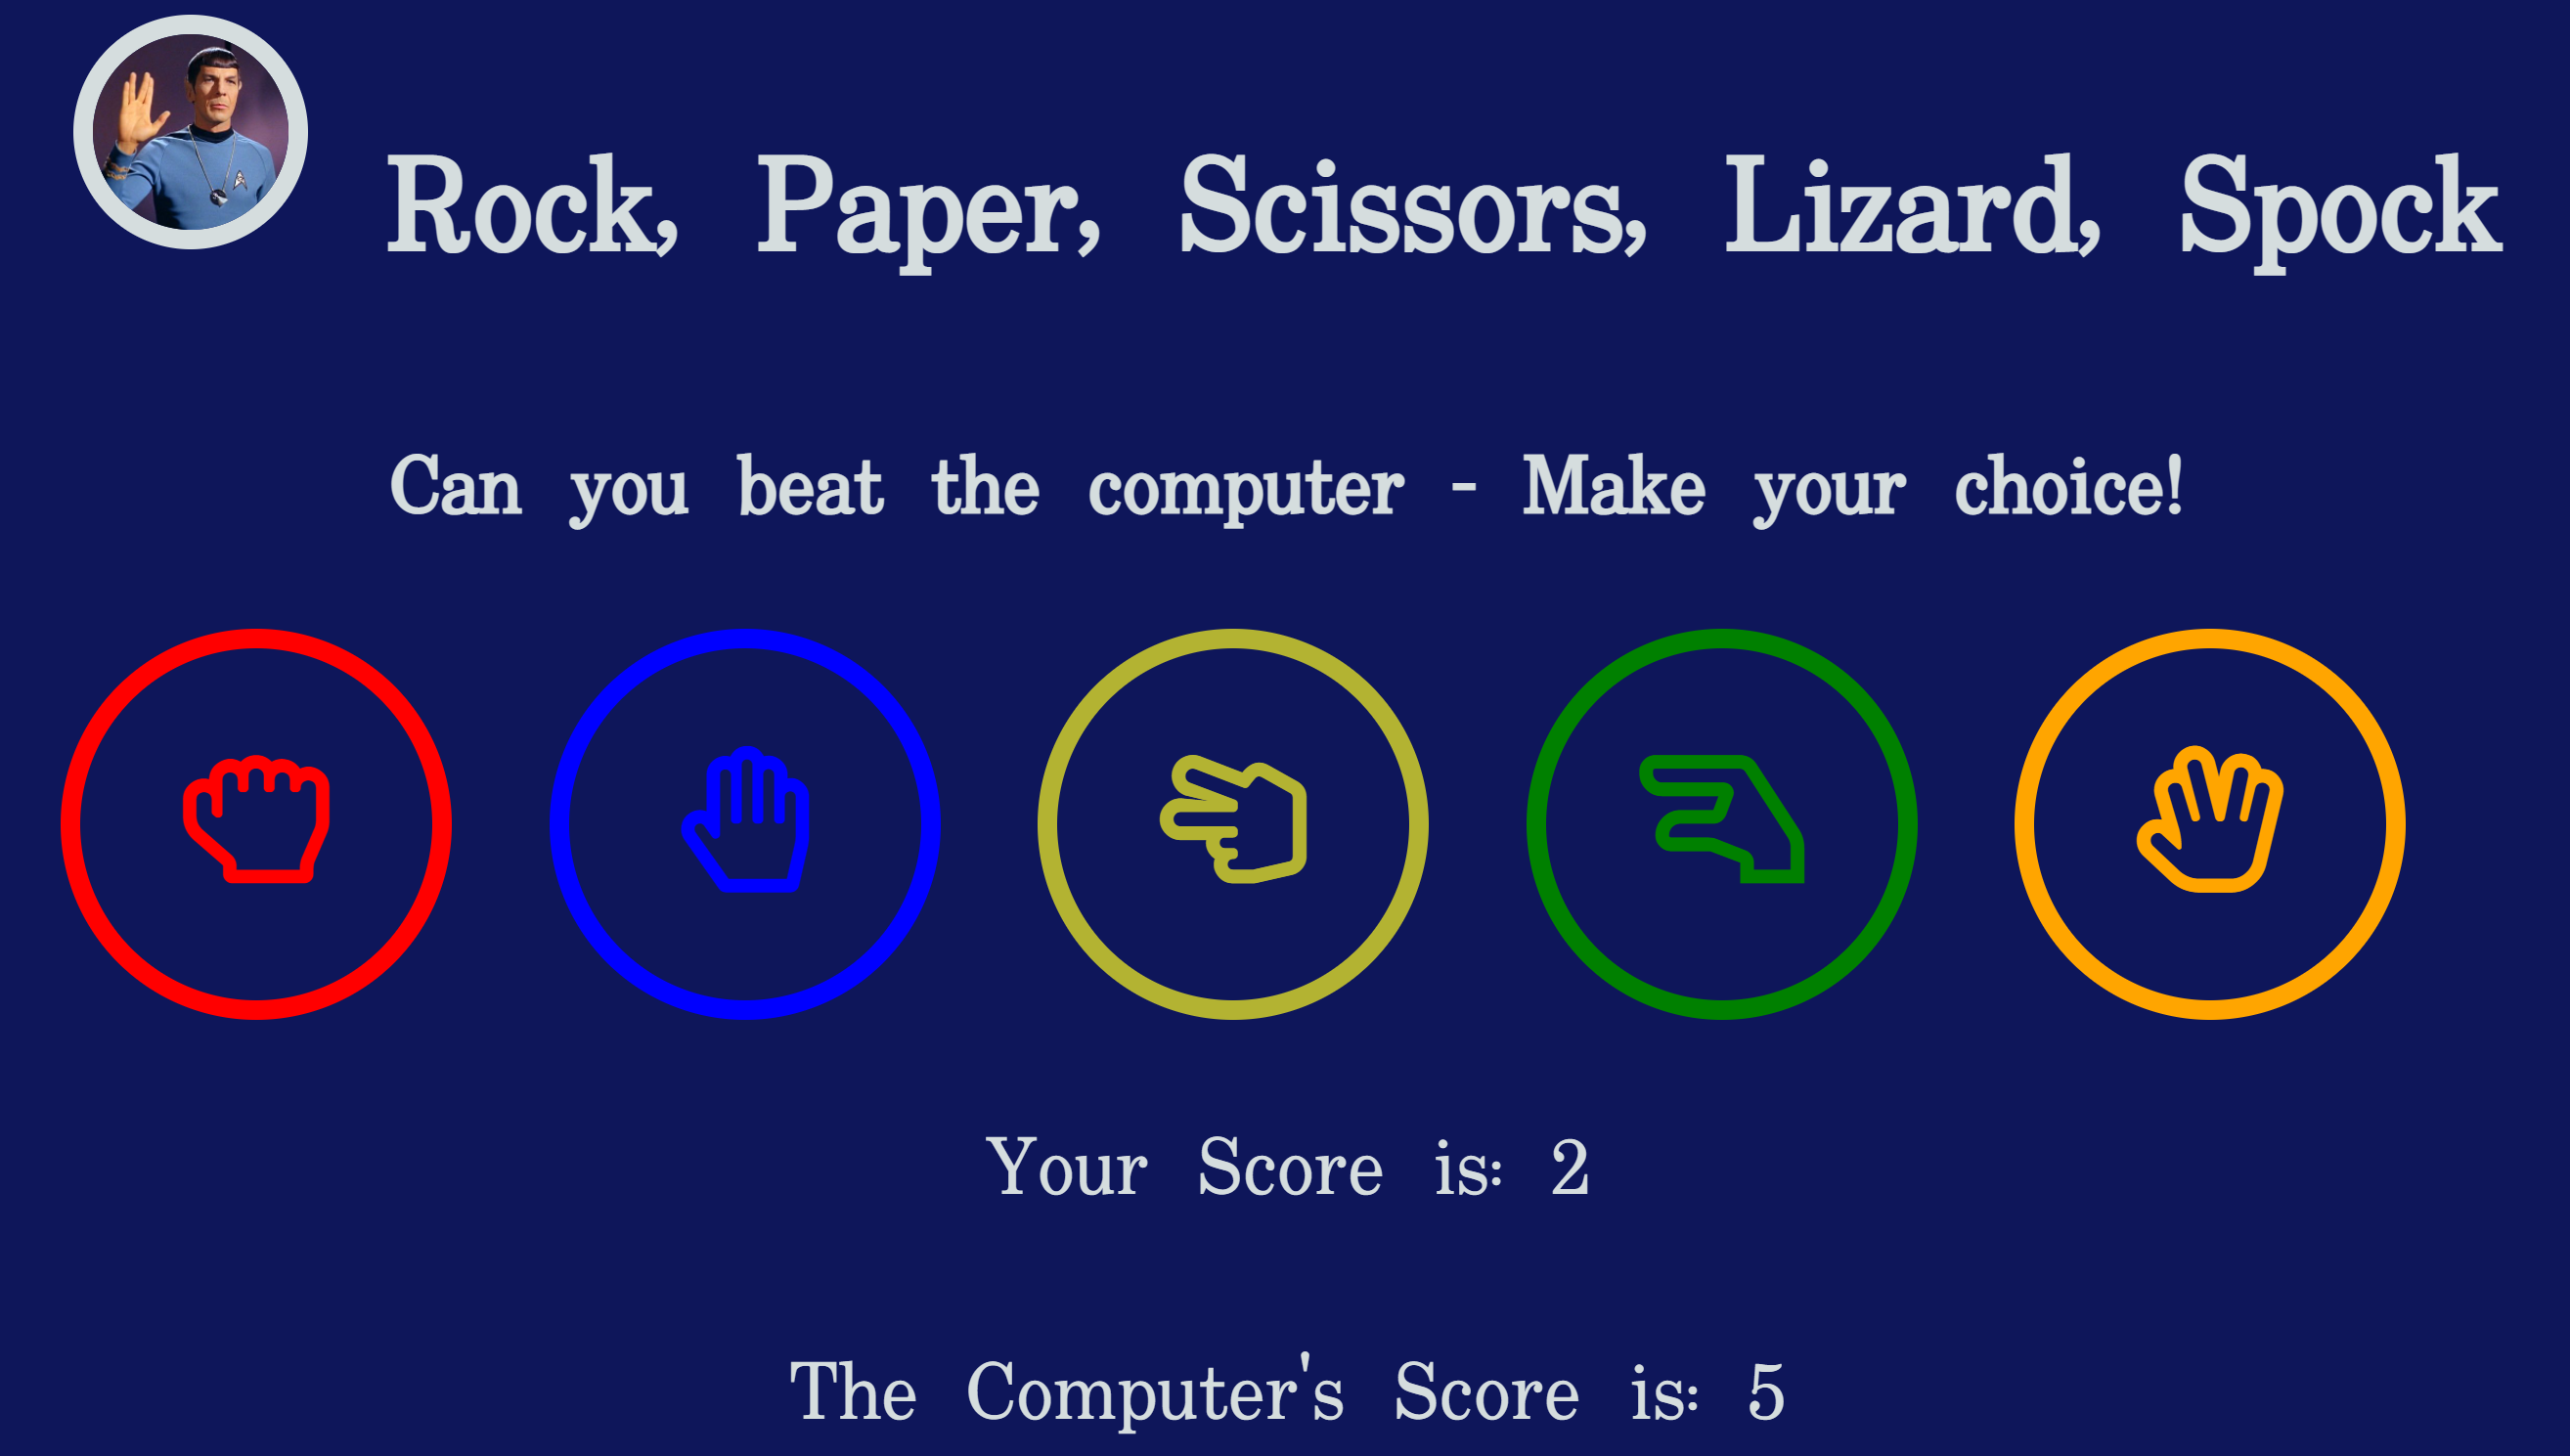 Rock, Paper, Scissors, Lizard, Spock
Can you beat the computer - Make your choice!
Your Score is: 2
The Computer's Score is: 5